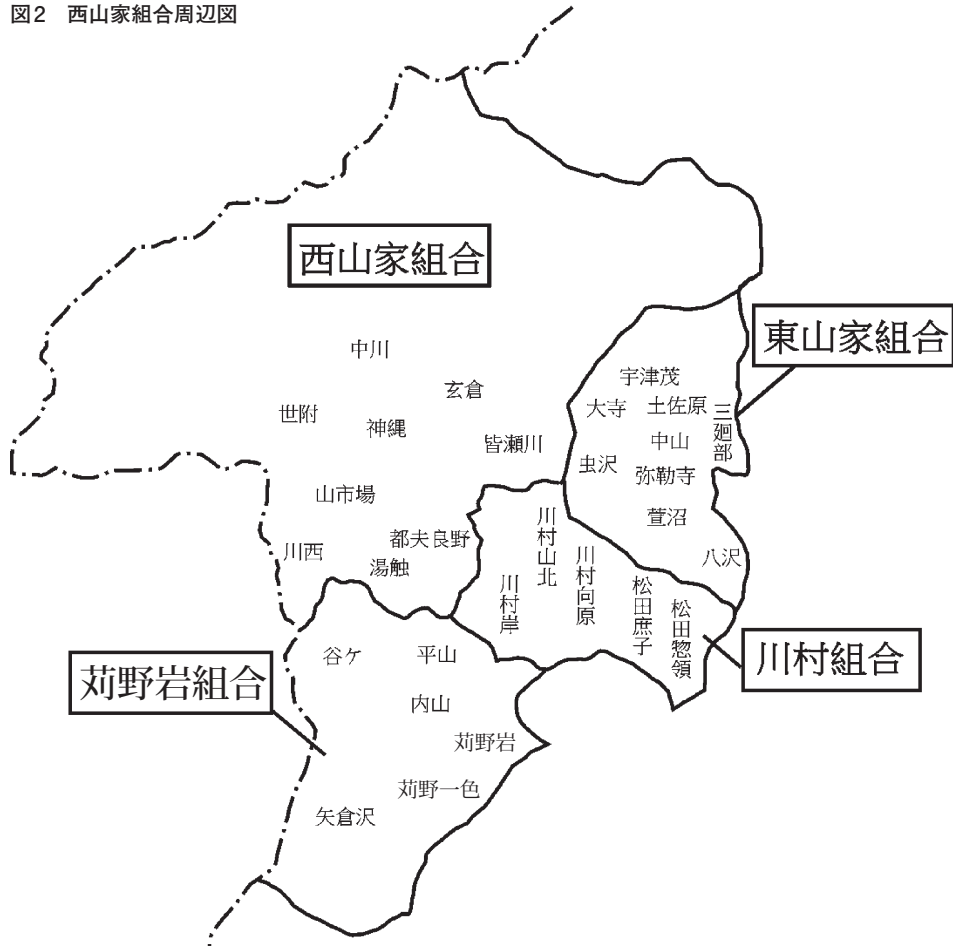 図2　西山家組合周辺図
西山家組合
東山家組合
中川
玄倉
世附
神縄
皆瀬川
山市場
都夫良野
川西
湯触
宇津茂
大寺
土佐原
三廻部
中山
虫沢
弥勒寺
萱沼
八沢
川村山北
川村向原
川村岸
松田庶子
松田惣領
川村組合
苅野岩組合
谷ケ
平山
内山
苅野岩
苅野一色
矢倉沢